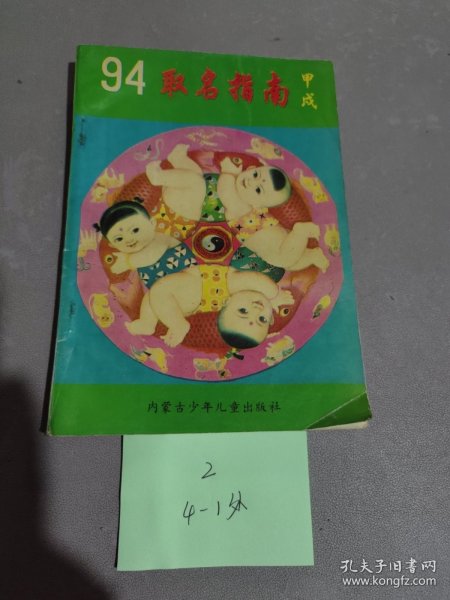 94 取名指南 甲戍
内蒙古少年儿童出版社
2
4-1外
孔夫子旧书网
www.kongfz.com